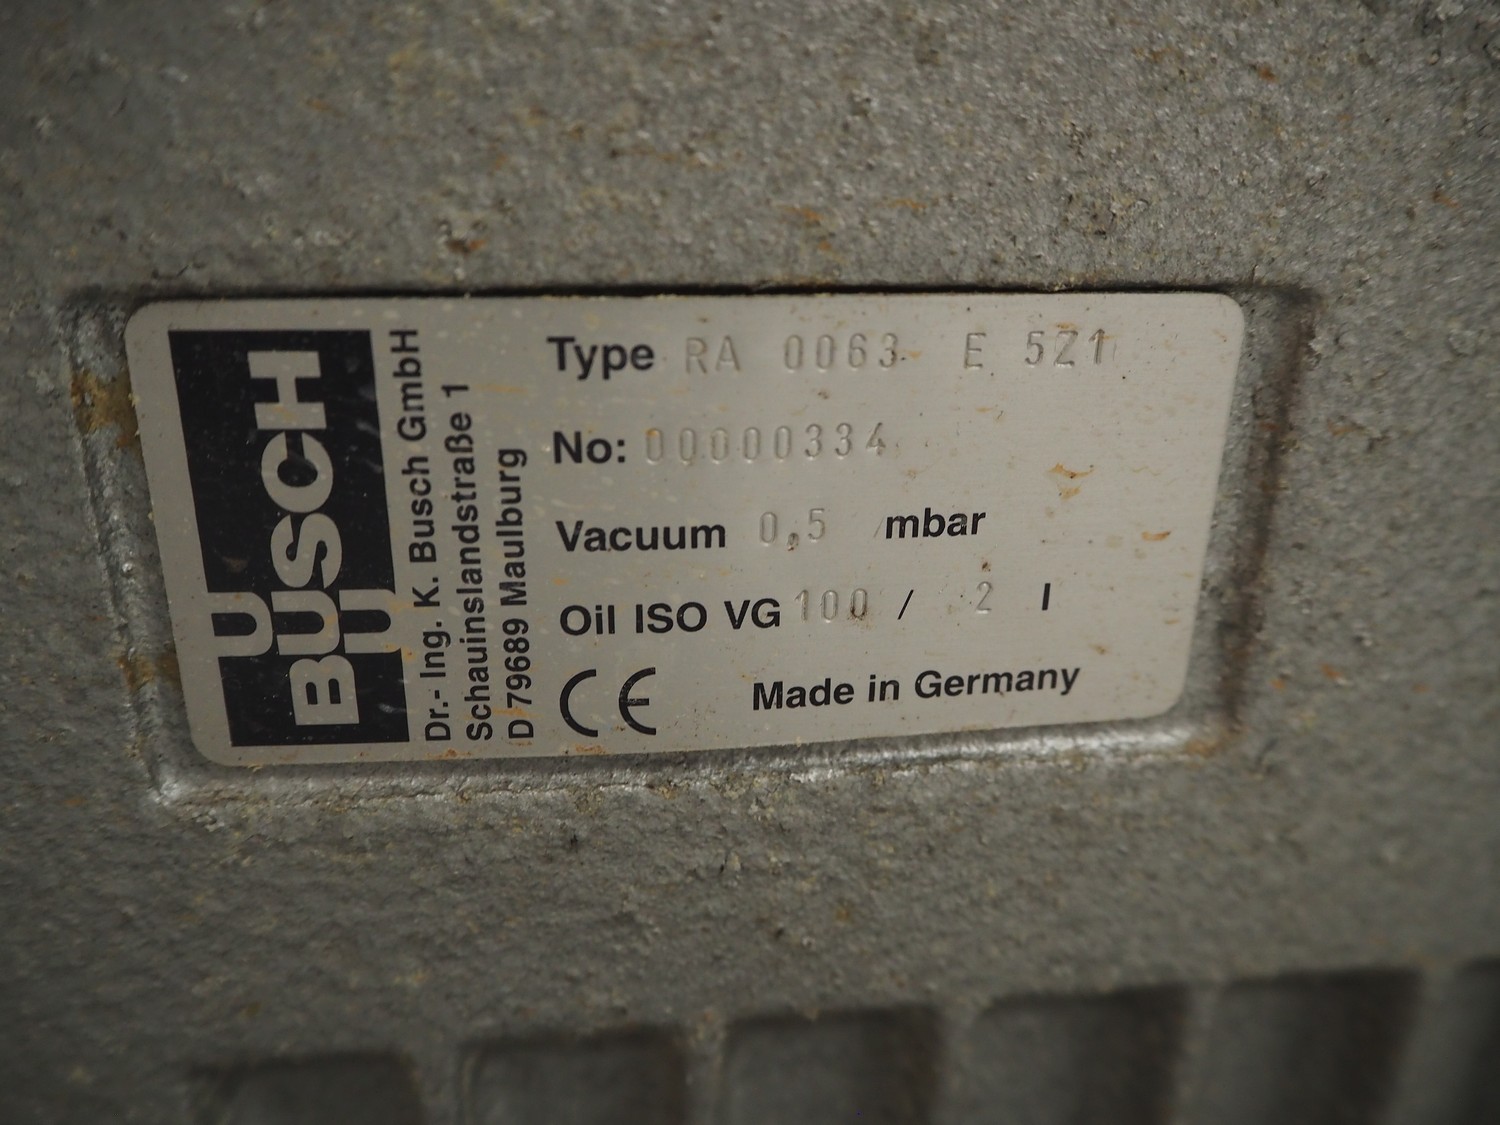 BUSCH
U U
Dr.- Ing. K. Busch GmbH
Schauinslandstraße 1
D 79689 Maulburg
Type RA 0063 E 5Z1
No: 00000334
Vacuum 0,5 mbar
Oil ISO VG 100 / 2 l
CE Made in Germany